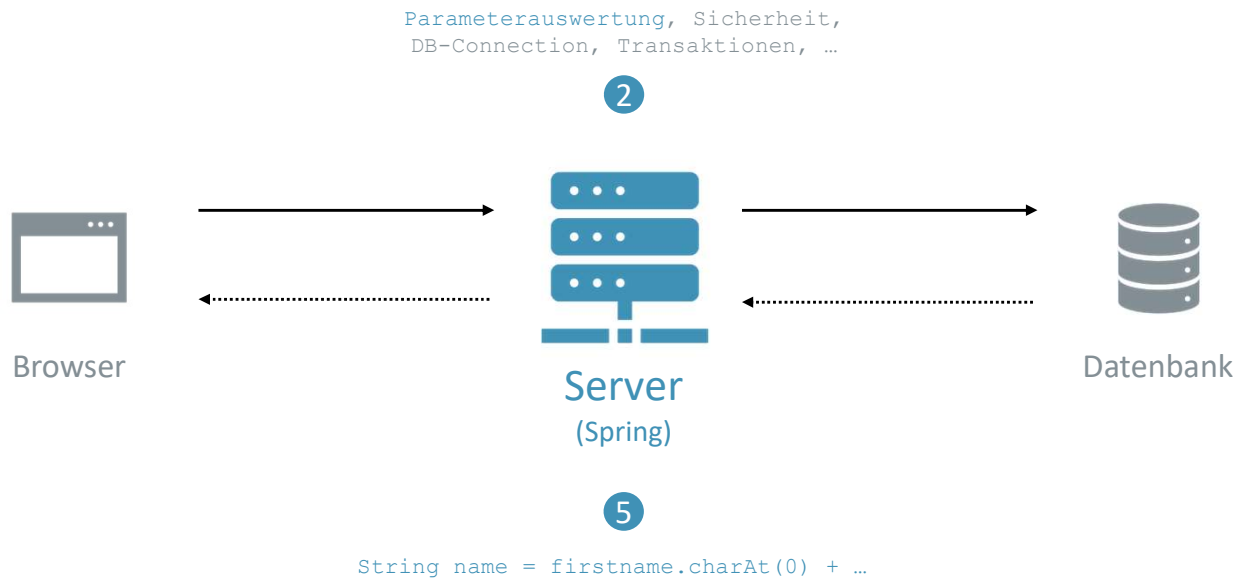 Parameterauswertung, Sicherheit,
DB-Connection, Transaktionen, …
2
Browser
Server
(Spring)
Datenbank
5
String name = firstname.charAt(0) + …